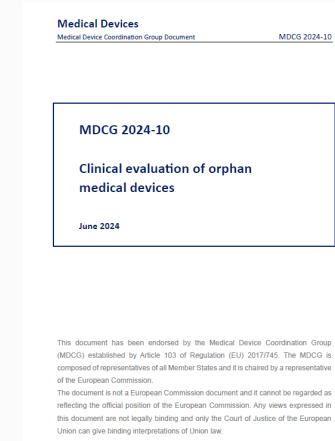 Medical Devices
Medical Device Coordination Group Document MDCG 2024-10
MDCG 2024-10
Clinical evaluation of orphan
medical devices
June 2024
This document has been endorsed by the Medical Device Coordination Group
(MDCG) established by Article 103 of Regulation (EU) 2017/745. The MDCG is
composed of representatives of all Member States and it is chaired by a representative
of the European Commission.
The document is not a European Commission document and it cannot be regarded as
reflecting the official position of the European Commission. Any views expressed in
this document are not legally binding and only the Court of Justice of the European
Union can give binding interpretations of Union law.